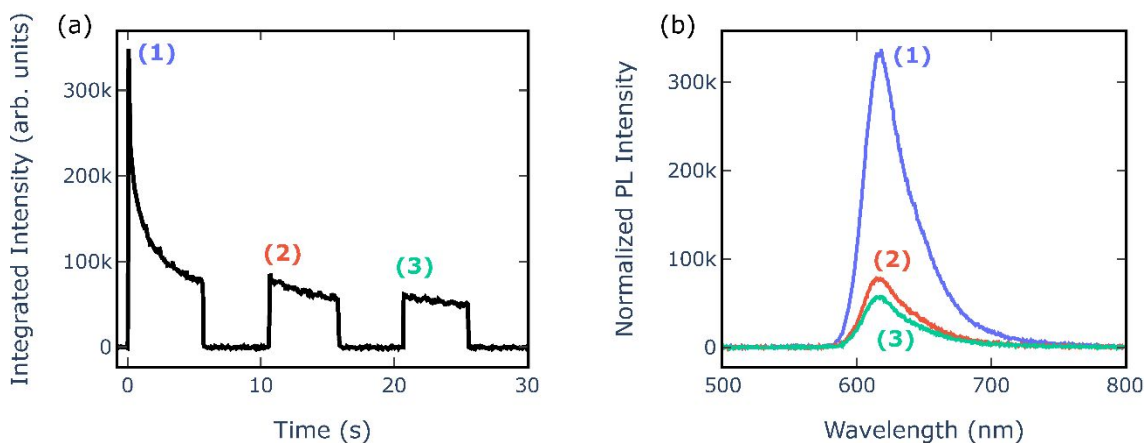 (a)
Integrated Intensity (arb. units)
300k
200k
100k
0
(1)
(2)
(3)
0
10
20
30
Time (s)
(b)
Normalized PL Intensity
300k
200k
100k
0
(1)
(2)
(3)
500
600
700
800
Wavelength (nm)